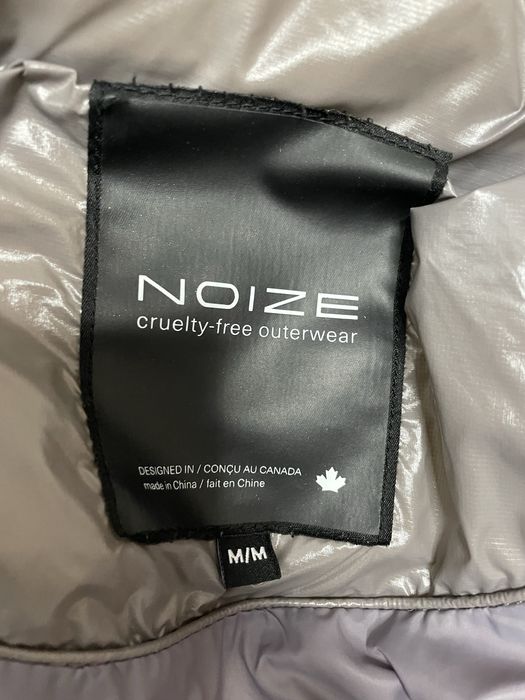 NOIZE
cruelty-free outerwear
DESIGNED IN / CONÇU AU CANADA
made in China / fait en Chine
M/M